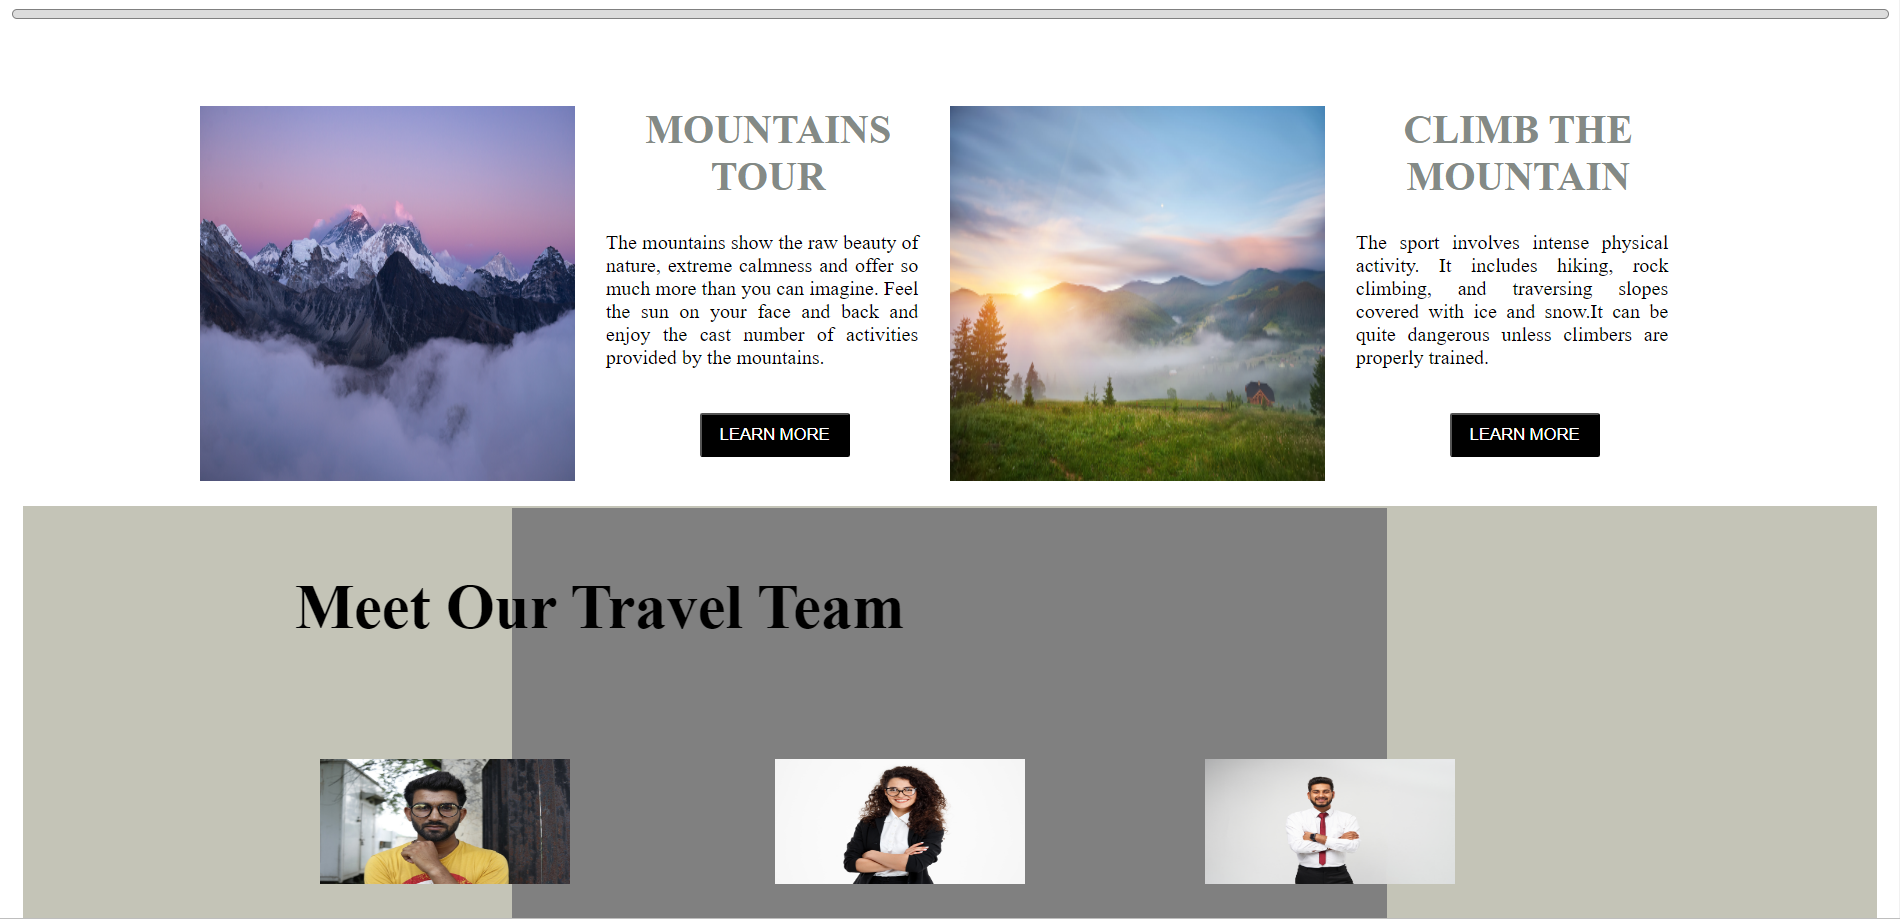 MOUNTAINS
TOUR
The mountains show the raw beauty of
nature, extreme calmness and offer so
much more than you can imagine. Feel
the sun on your face and back and
enjoy the cast number of activities
provided by the mountains.
LEARN MORE
CLIMB THE
MOUNTAIN
The sport involves intense physical
activity. It includes hiking, rock
climbing, and traversing slopes
covered with ice and snow.It can be
quite dangerous unless climbers are
properly trained.
LEARN MORE
Meet Our Travel Team